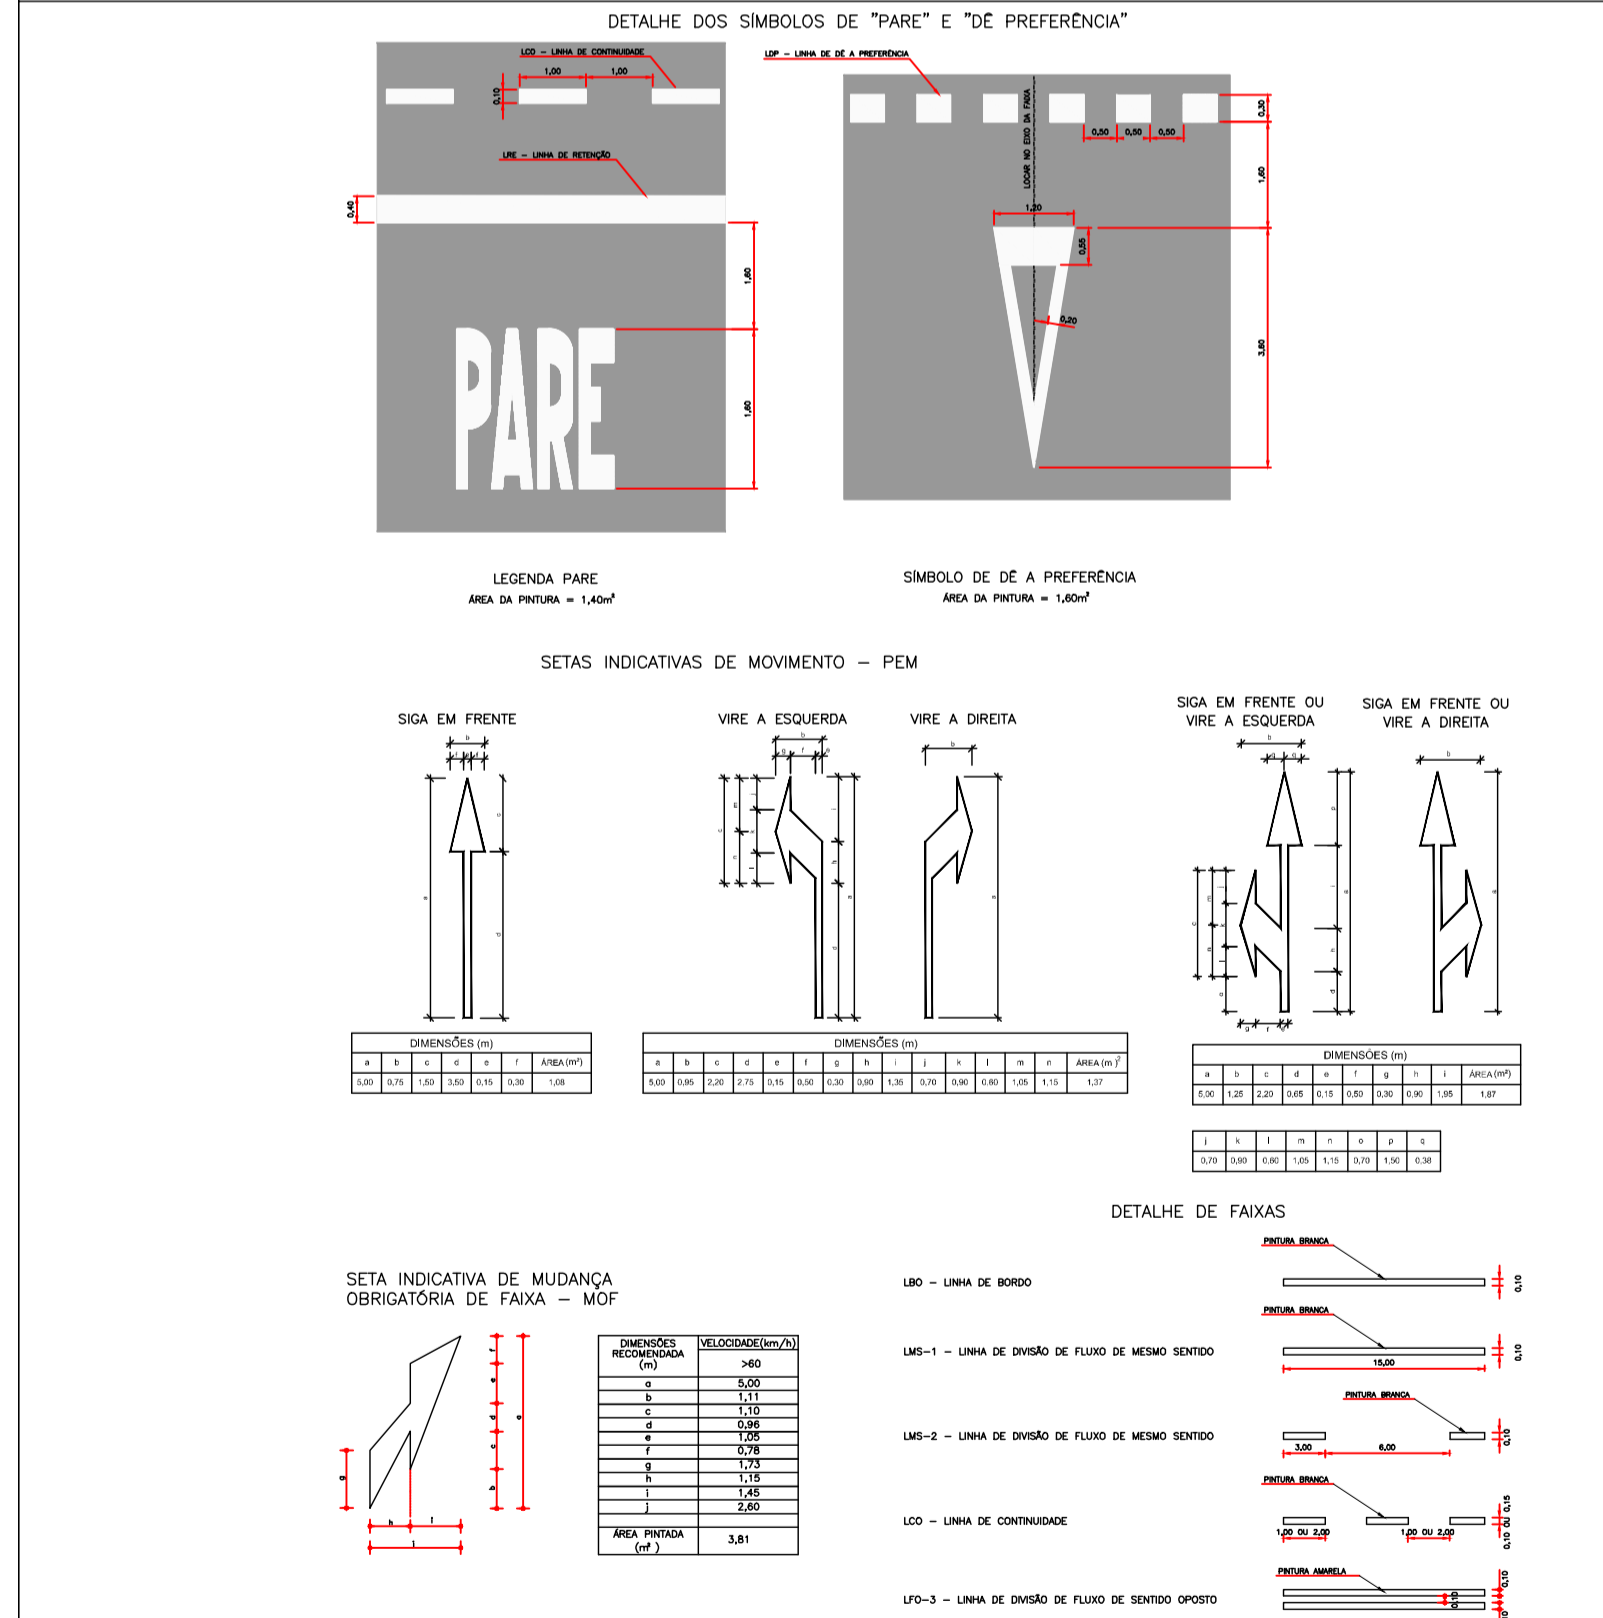 DETALHE DOS SÍMBOLOS DE "PARE" E "DÊ PREFERÊNCIA"
LCO - LINHA DE CONTINUIDADE
1,00 1,00
0,10
LRE - LINHA DE RETENÇÃO
0,40
1,60
PARE
1,60
LEGENDA PARE
ÁREA DA PINTURA = 1,40m²
LDP - LINHA DE DÊ A PREFERÊNCIA
LOCAR NO EIXO DA FAIXA
0,30
0,50 0,50 0,50
1,60
1,20
0,55
0,20
3,60
SÍMBOLO DE DÊ A PREFERÊNCIA
ÁREA DA PINTURA = 1,60m²
SETAS INDICATIVAS DE MOVIMENTO - PEM
SIGA EM FRENTE
b
f e f
a
c
d
DIMENSÕES (m)
a b c d e f ÁREA (m²)
5,00 0,75 1,50 3,50 0,15 0,30 1,08
VIRE A ESQUERDA
b
g f e
c
m
n
j
k
l
i
h
d
a
VIRE A DIREITA
b
a
DIMENSÕES (m)
a b c d e f g h i j k l m n ÁREA (m )²
5,00 0,95 2,20 2,75 0,15 0,50 0,30 0,90 1,35 0,70 0,90 0,60 1,05 1,15 1,37
SIGA EM FRENTE OU
VIRE A ESQUERDA
b
q q
c
m
n
j
k
l
o
p
i
h
d
a
g f e
SIGA EM FRENTE OU
VIRE A DIREITA
b
a
DIMENSÕES (m)
a b c d e f g h i ÁREA (m²)
5,00 1,25 2,20 0,65 0,15 0,50 0,30 0,90 1,95 1,87
j k l m n o p q
0,70 0,90 0,60 1,05 1,15 0,70 1,50 0,38
SETA INDICATIVA DE MUDANÇA
OBRIGATÓRIA DE FAIXA - MOF
f
e
d
c
b
a
g
h i
j
DIMENSÕES RECOMENDADA (m) VELOCIDADE(km/h)
>60
a 5,00
b 1,11
c 1,10
d 0,96
e 1,05
f 0,78
g 1,73
h 1,15
i 1,45
j 2,60
ÁREA PINTADA (m²) 3,81
DETALHE DE FAIXAS
PINTURA BRANCA
LBO - LINHA DE BORDO
0,10
PINTURA BRANCA
LMS-1 - LINHA DE DIVISÃO DE FLUXO DE MESMO SENTIDO
0,10
15,00
PINTURA BRANCA
LMS-2 - LINHA DE DIVISÃO DE FLUXO DE MESMO SENTIDO
0,10
3,00 6,00
PINTURA BRANCA
LCO - LINHA DE CONTINUIDADE
0,10 OU 0,15
1,00 OU 2,00 1,00 OU 2,00
PINTURA AMARELA
LFO-3 - LINHA DE DIVISÃO DE FLUXO DE SENTIDO OPOSTO
0,10
0,10